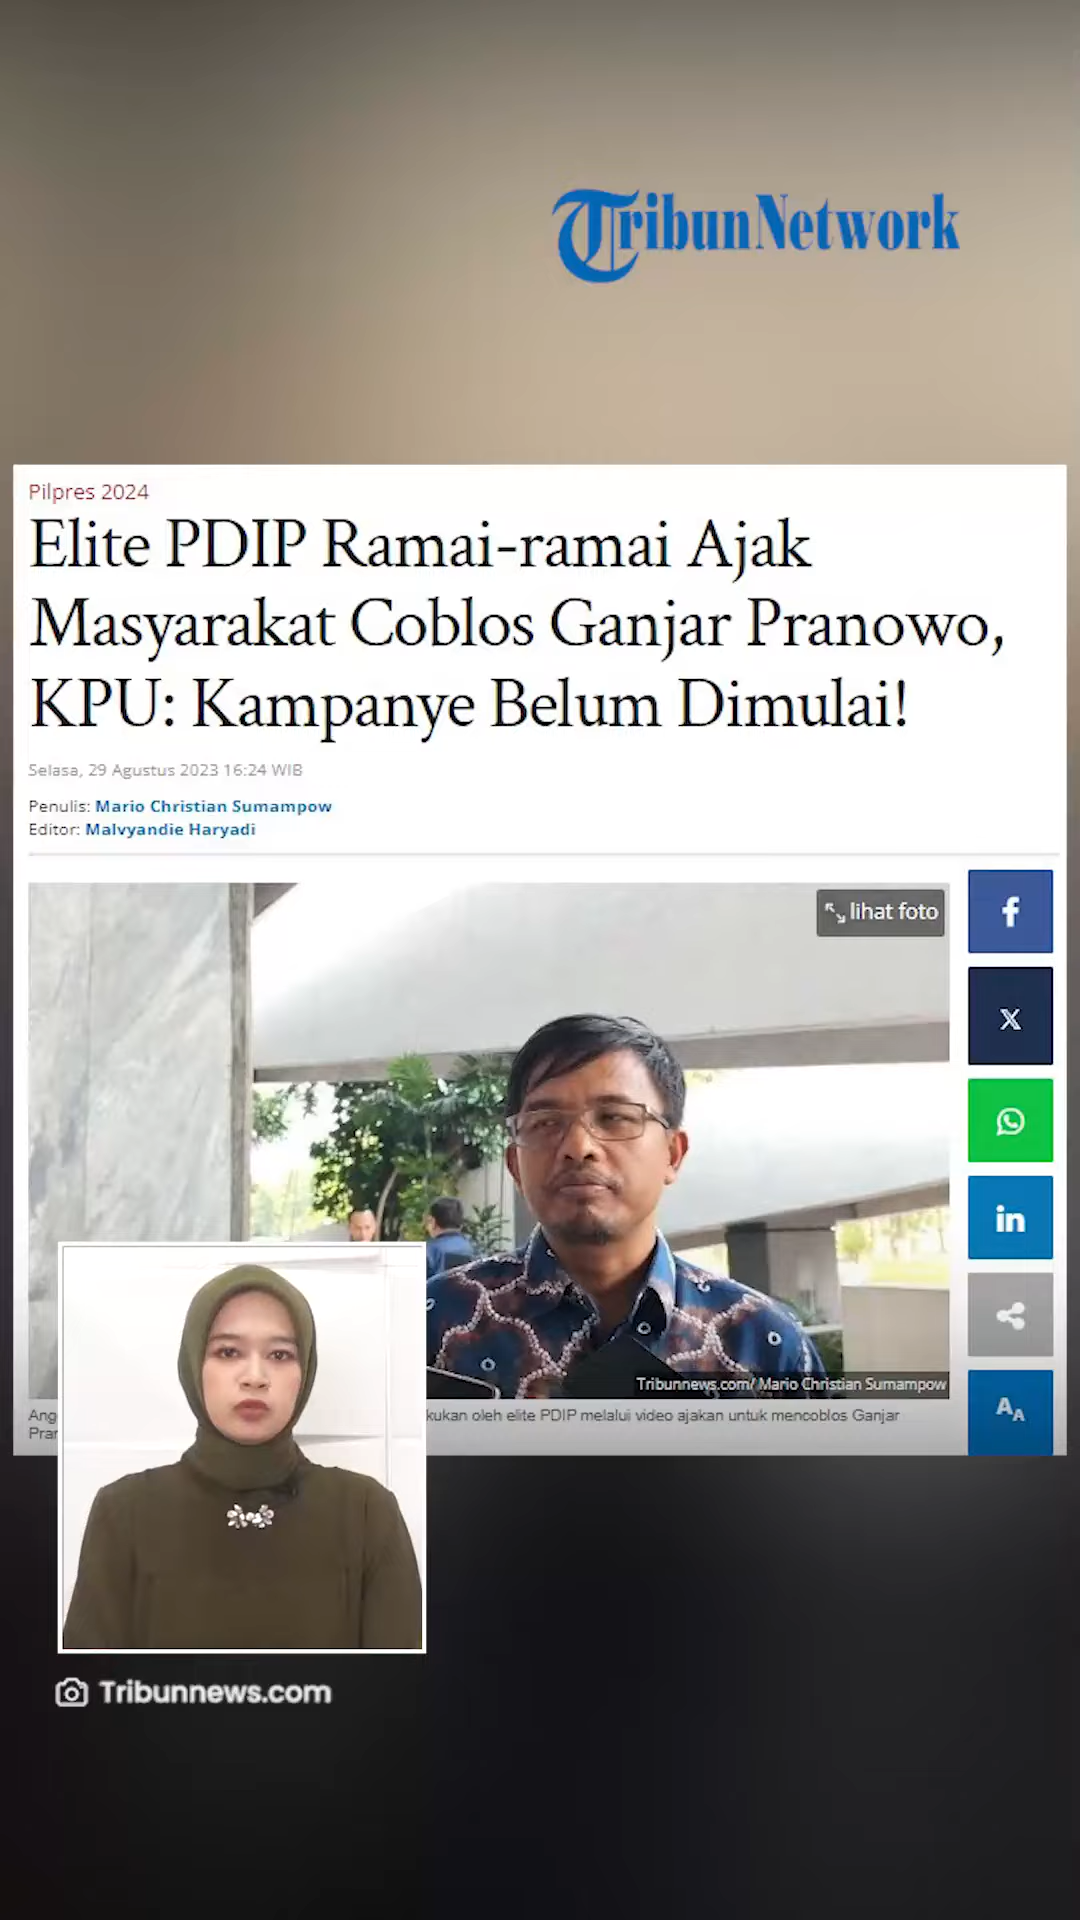 TribunNetwork
Pilpres 2024
Elite PDIP Ramai-ramai Ajak
Masyarakat Coblos Ganjar Pranowo,
KPU: Kampanye Belum Dimulai!
Selasa, 29 Agustus 2023 16:24 WIB
Penulis: Mario Christian Sumampow
Editor: Malvyandie Haryadi
lihat foto
f
X
in
AA
Tribunnews.com/ Mario Christian Sumampow
oleh elite PDIP melalui video ajakan untuk mencoblos Ganjar
Tribunnews.com